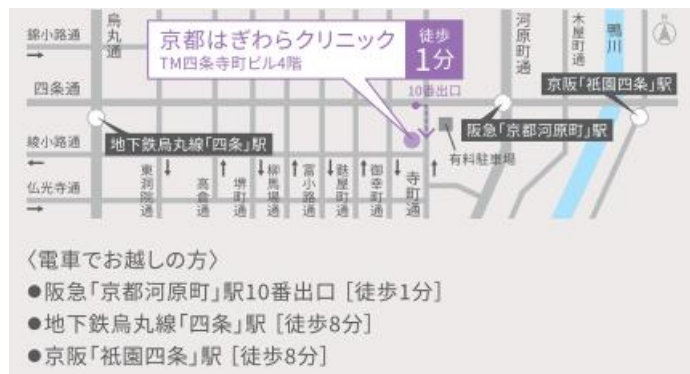 錦小路通
烏丸通
京都はぎわらクリニック
TM四条寺町ビル4階
徒歩
1分
河原町通
木屋町通
鴨川
N
四条通
10番出口
京阪「祇園四条」駅
阪急「京都河原町」駅
地下鉄烏丸線「四条」駅
綾小路通
有料駐車場
仏光寺通
東洞院通
高倉通
堺町通
柳馬場通
富小路通
麩屋町通
御幸町通
寺町通
〈電車でお越しの方〉
●阪急「京都河原町」駅10番出口 [徒歩1分]
●地下鉄烏丸線「四条」駅 [徒歩8分]
●京阪「祇園四条」駅 [徒歩8分]